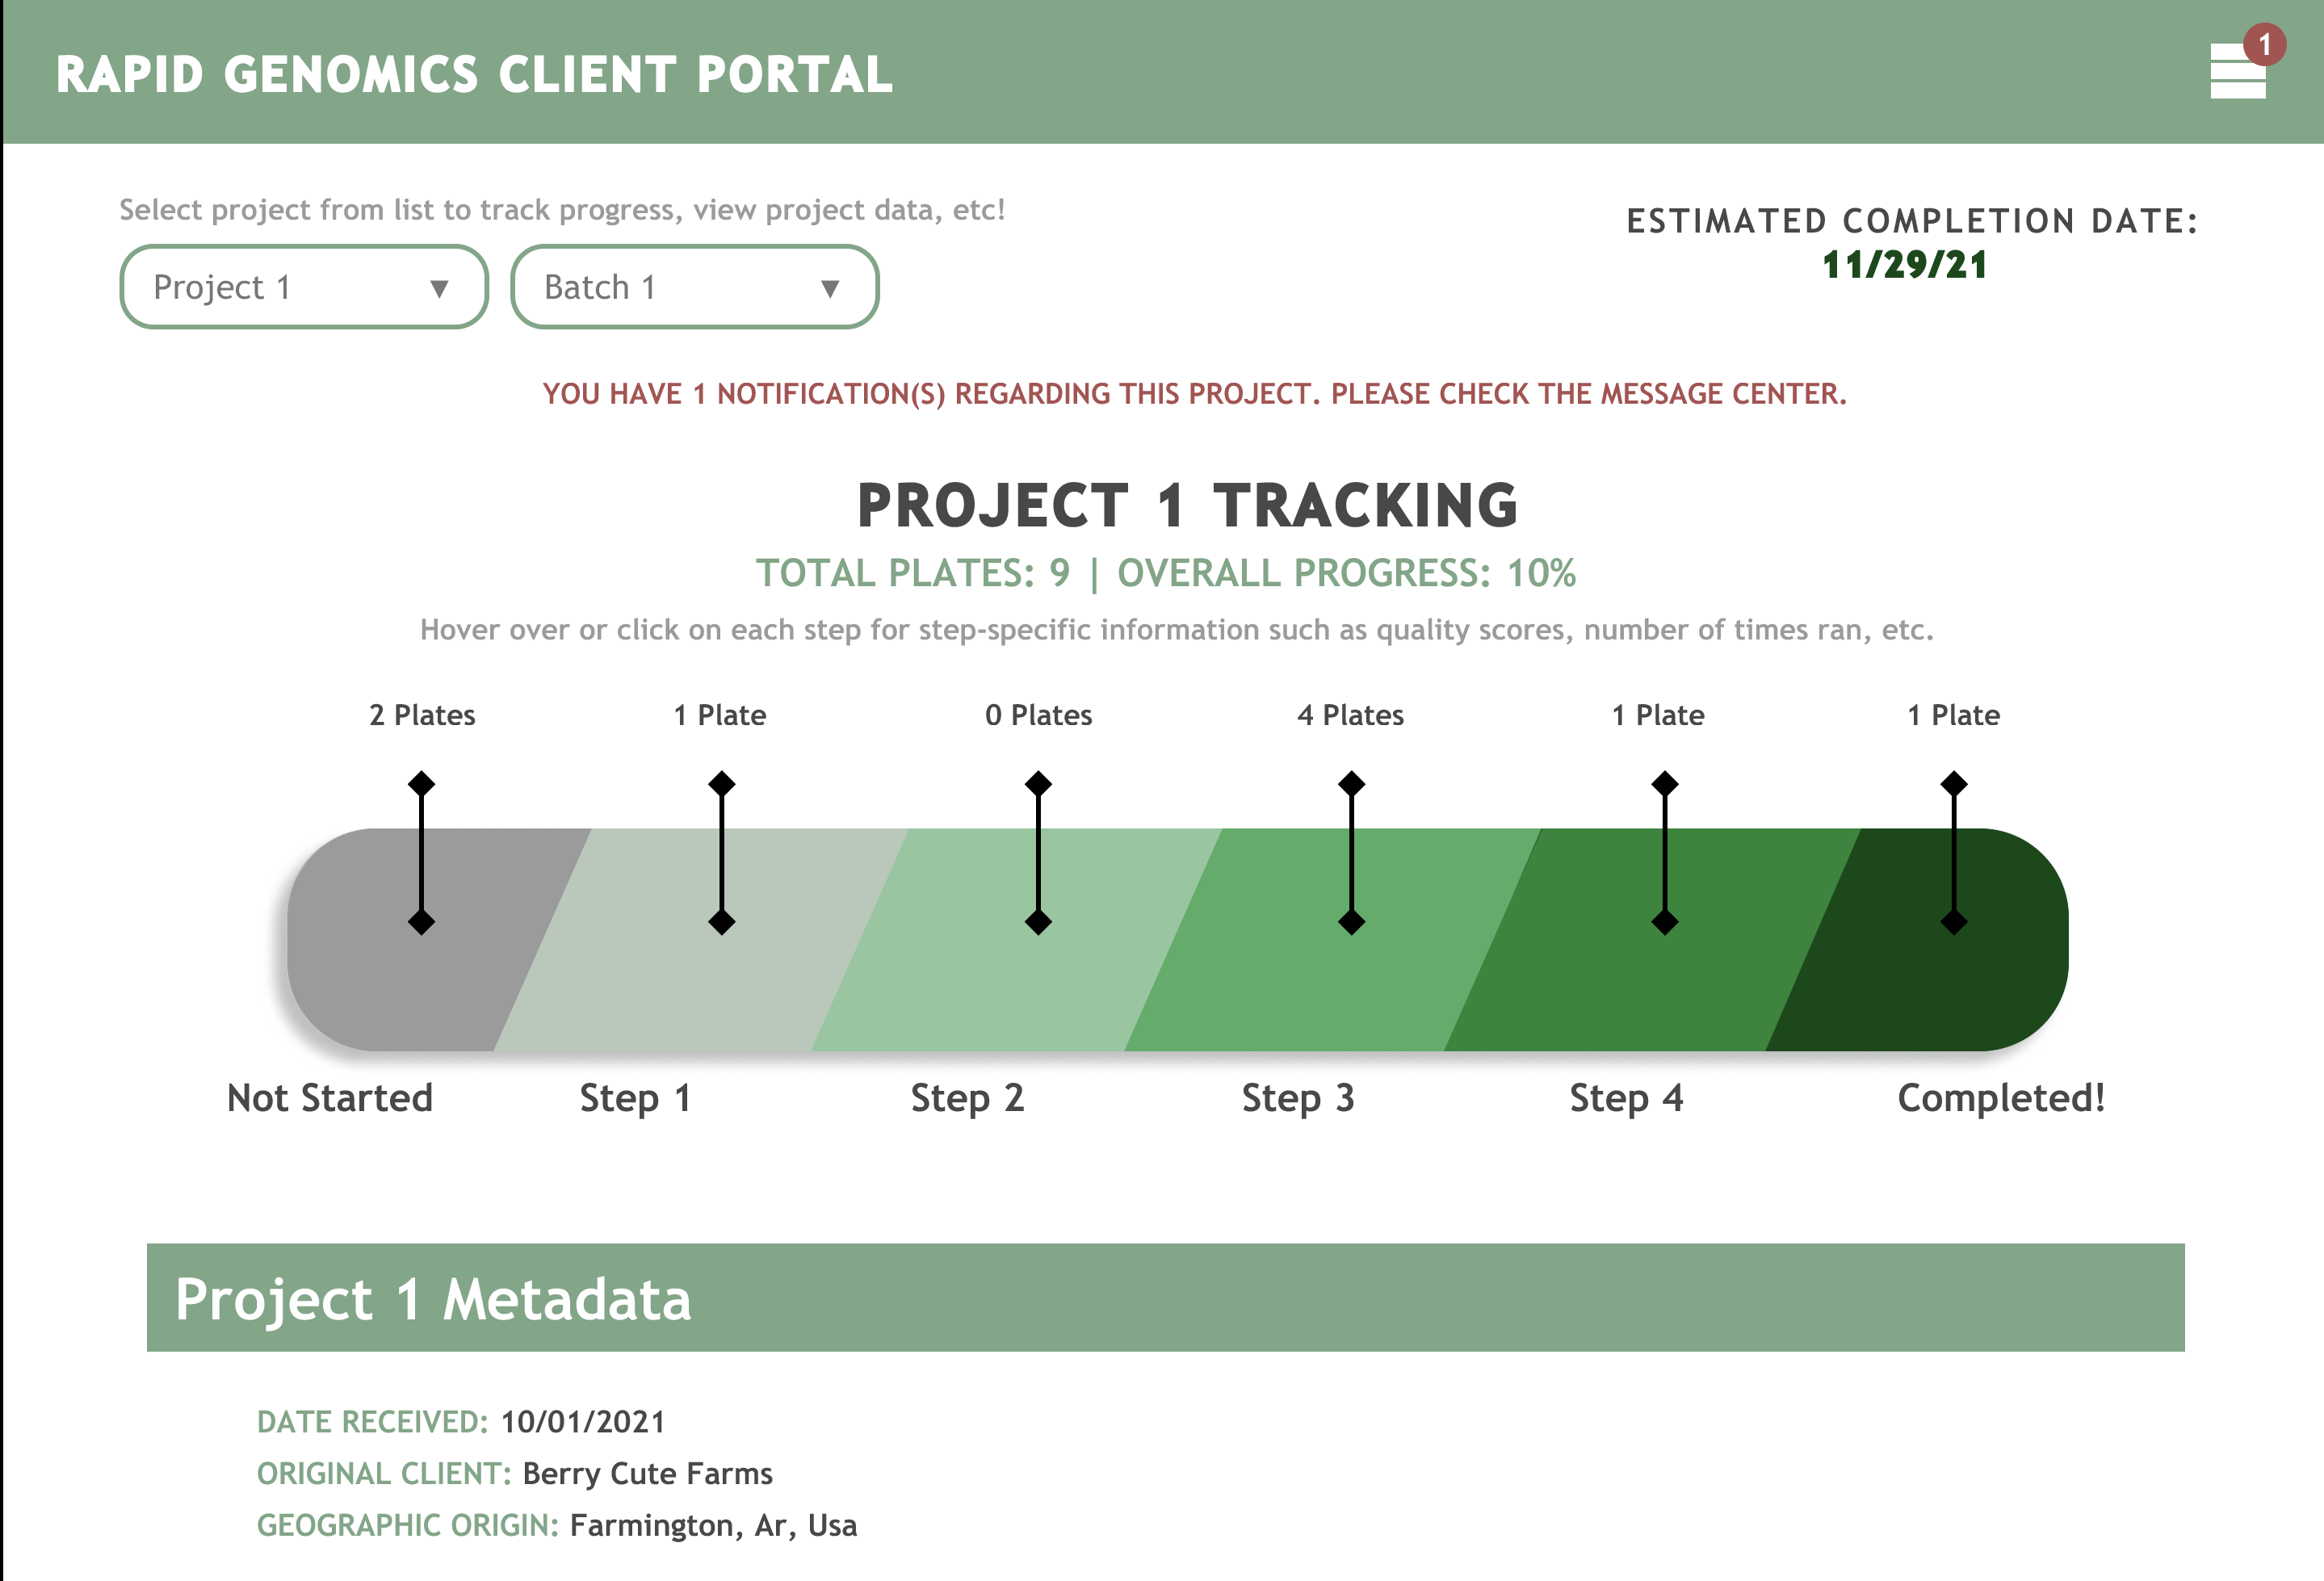 RAPID GENOMICS CLIENT PORTAL
1
Select project from list to track progress, view project data, etc!
Project 1 ▼
Batch 1 ▼
ESTIMATED COMPLETION DATE:
11/29/21
YOU HAVE 1 NOTIFICATION(S) REGARDING THIS PROJECT. PLEASE CHECK THE MESSAGE CENTER.
PROJECT 1 TRACKING
TOTAL PLATES: 9 | OVERALL PROGRESS: 10%
Hover over or click on each step for step-specific information such as quality scores, number of times ran, etc.
2 Plates 1 Plate 0 Plates 4 Plates 1 Plate 1 Plate
Not Started Step 1 Step 2 Step 3 Step 4 Completed!
Project 1 Metadata
DATE RECEIVED: 10/01/2021
ORIGINAL CLIENT: Berry Cute Farms
GEOGRAPHIC ORIGIN: Farmington, Ar, Usa